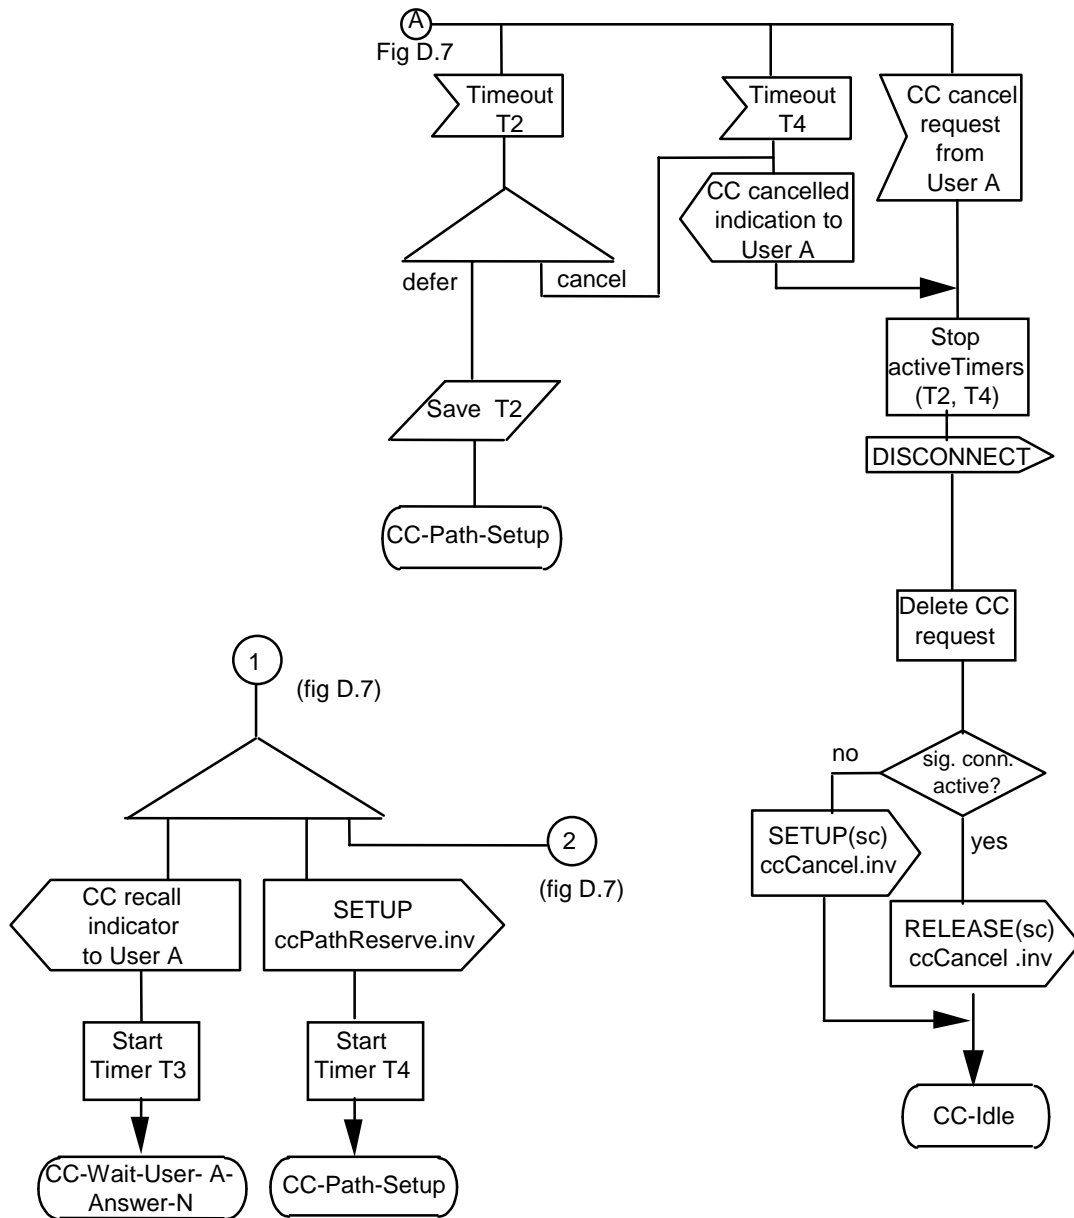 A
Fig D.7
Timeout
T2
Timeout
T4
CC cancel
request
from
User A
CC cancelled
indication to
User A
defer
cancel
Stop
activeTimers
(T2, T4)
Save T2
DISCONNECT
CC-Path-Setup
Delete CC
request
1
(fig D.7)
sig. conn.
active?
no
yes
2
(fig D.7)
SETUP(sc)
ccCancel.inv
CC recall
indicator
to User A
SETUP
ccPathReserve.inv
RELEASE(sc)
ccCancel .inv
Start
Timer T3
Start
Timer T4
CC-Idle
CC-Wait-User- A-
Answer-N
CC-Path-Setup